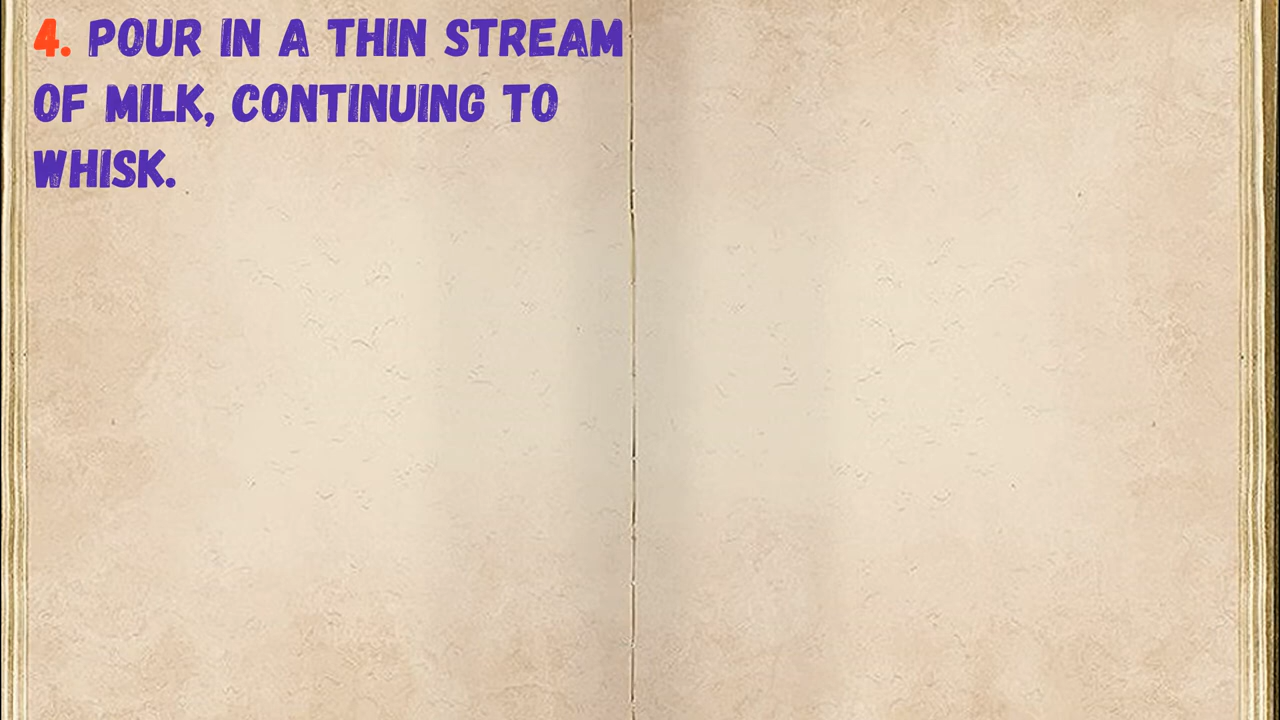 4. POUR IN A THIN STREAM
OF MILK, CONTINUING TO
WHISK.